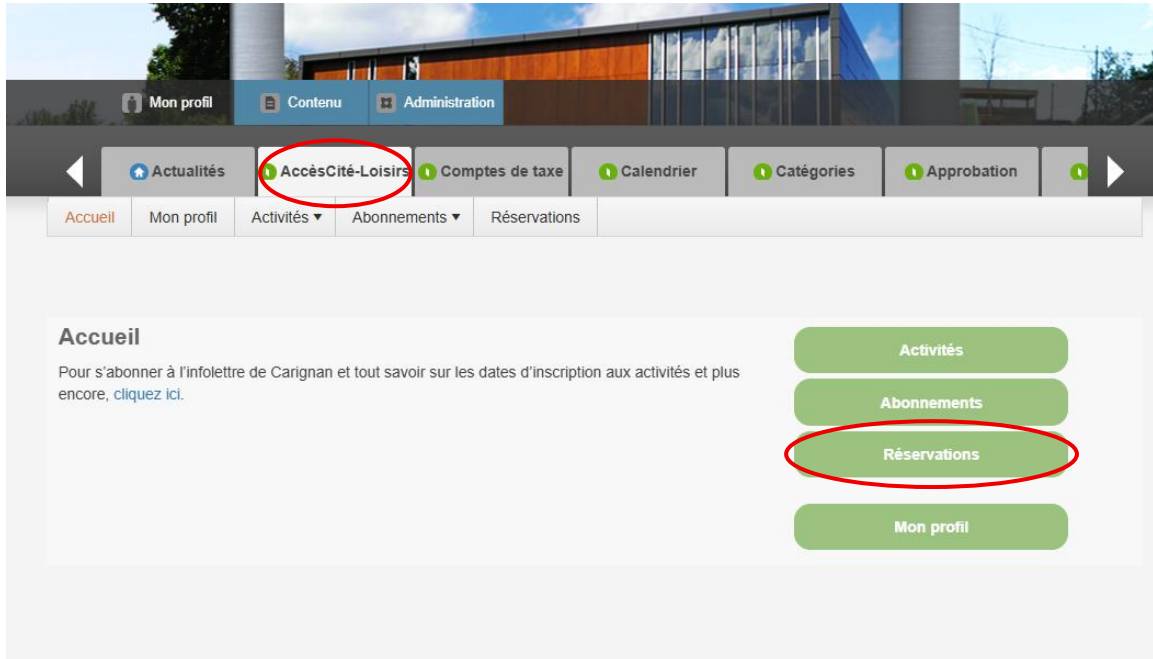 Mon profil Contenu Administration
Actualités AccèsCité-Loisirs Comptes de taxe Calendrier Catégories Approbation
Accueil Mon profil Activités Abonnements Réservations
Accueil
Pour s'abonner à l'infolettre de Carignan et tout savoir sur les dates d'inscription aux activités et plus
encore, cliquez ici.
Activités
Abonnements
Réservations
Mon profil